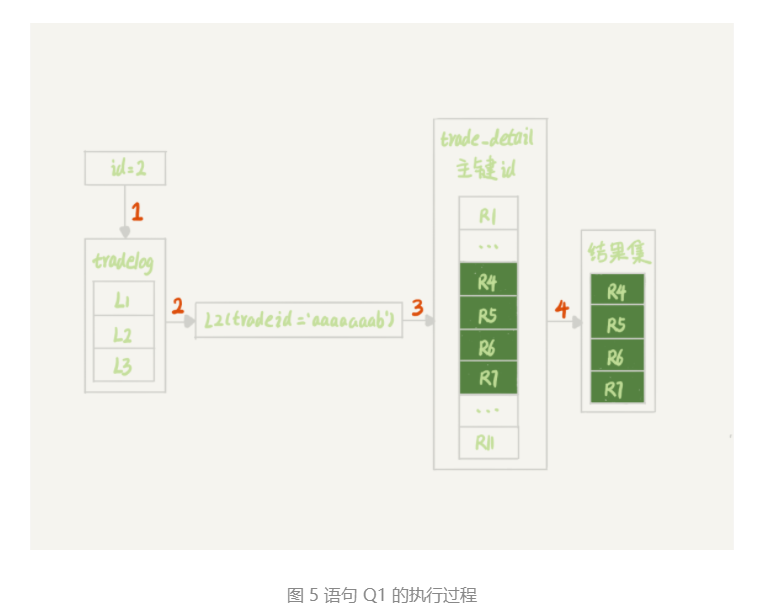 id=2
1
tradelog
L1
L2
L3
2
L2(tradeid='aaaaaaab')
3
trade_detail
主键id
R1
...
R4
R5
R6
R7
...
R11
4
结果集
R4
R5
R6
R7
图 5 语句 Q1 的执行过程